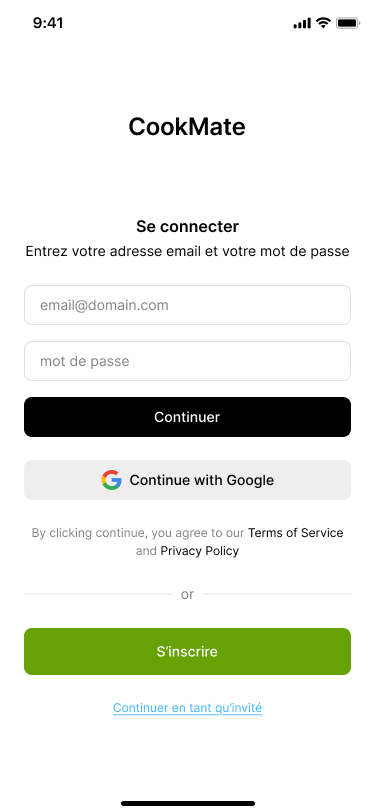 9:41
CookMate
Se connecter
Entrez votre adresse email et votre mot de passe
email@domain.com
mot de passe
Continuer
Continue with Google
By clicking continue, you agree to our Terms of Service
and Privacy Policy
or
S’inscrire
Continuer en tant qu’invité